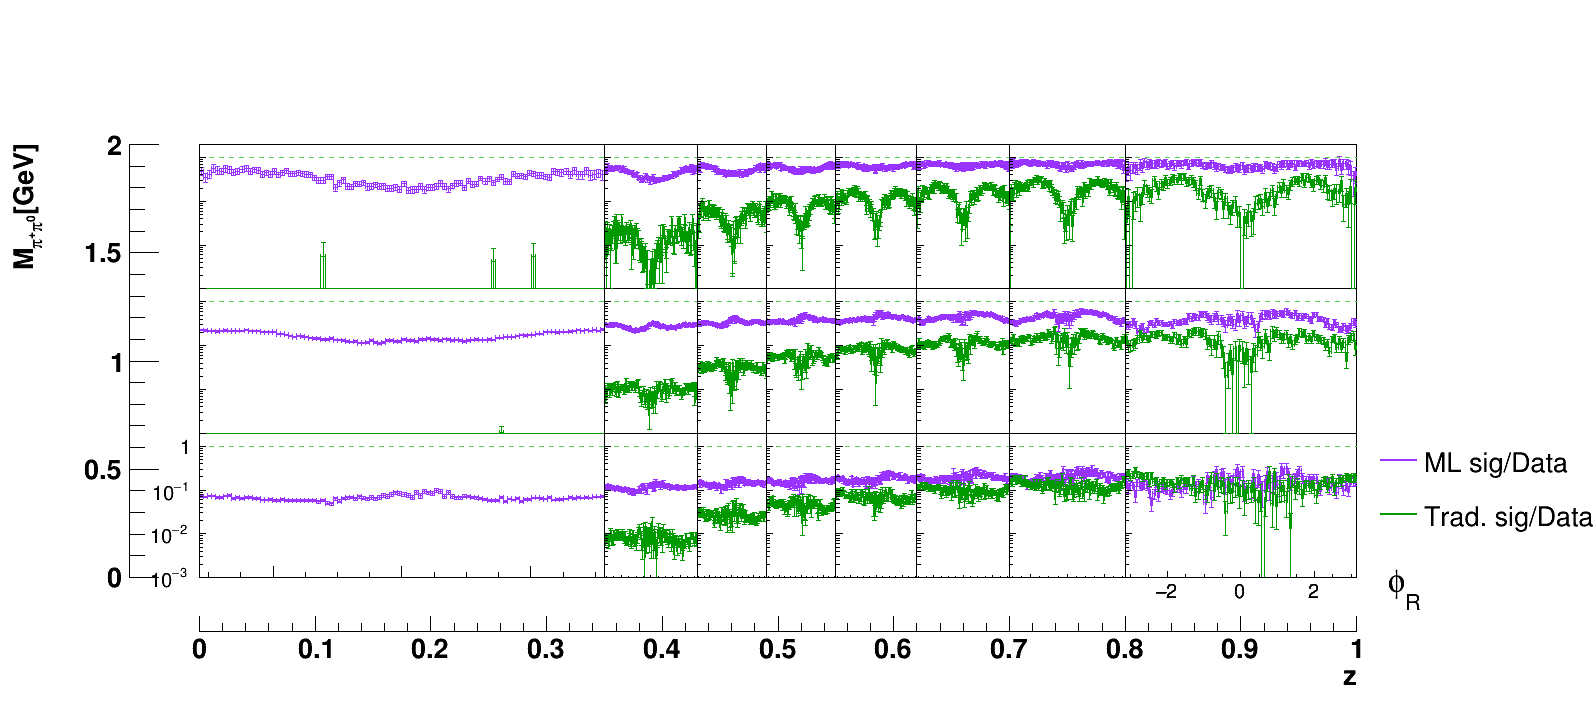 M π⁺π⁰ [GeV]
2
1.5
1
0.5
0
1
10⁻¹
10⁻²
10⁻³
−2 0 2
ϕ_R
0 0.1 0.2 0.3 0.4 0.5 0.6 0.7 0.8 0.9 1
z
ML sig/Data
Trad. sig/Data